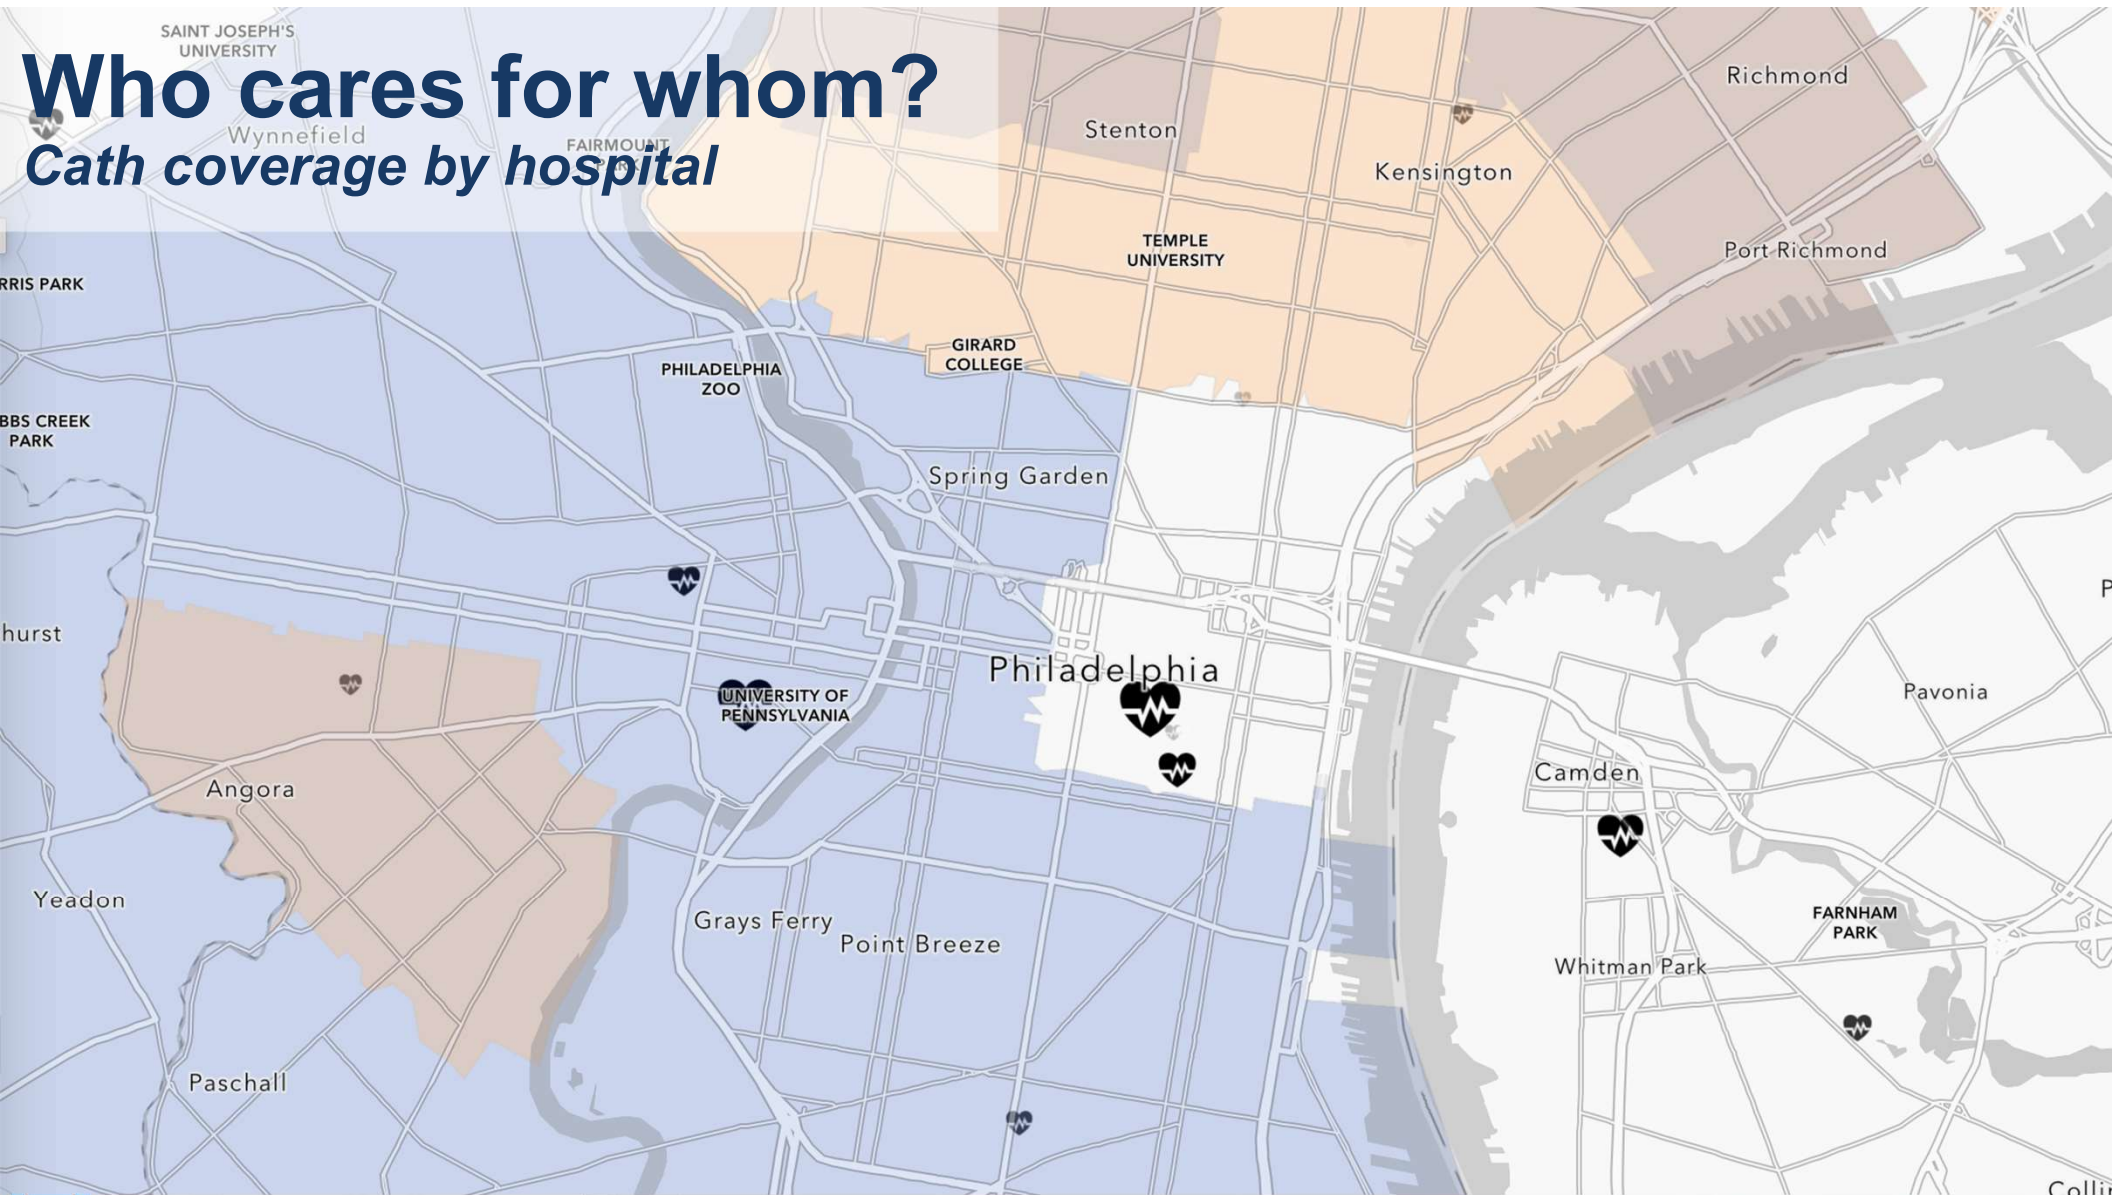 SAINT JOSEPH'S
UNIVERSITY
Who cares for whom?
Wynnefield
FAIRMOUNT
PARK
Cath coverage by hospital
Richmond
Stenton
Kensington
TEMPLE
UNIVERSITY
Port Richmond
RRIS PARK
GIRARD
COLLEGE
PHILADELPHIA
ZOO
BBS CREEK
PARK
Spring Garden
hurst
P
Philadelphia
UNIVERSITY OF
PENNSYLVANIA
Pavonia
Camden
Angora
Yeadon
Grays Ferry
Point Breeze
FARNHAM
PARK
Whitman Park
Paschall
Collin